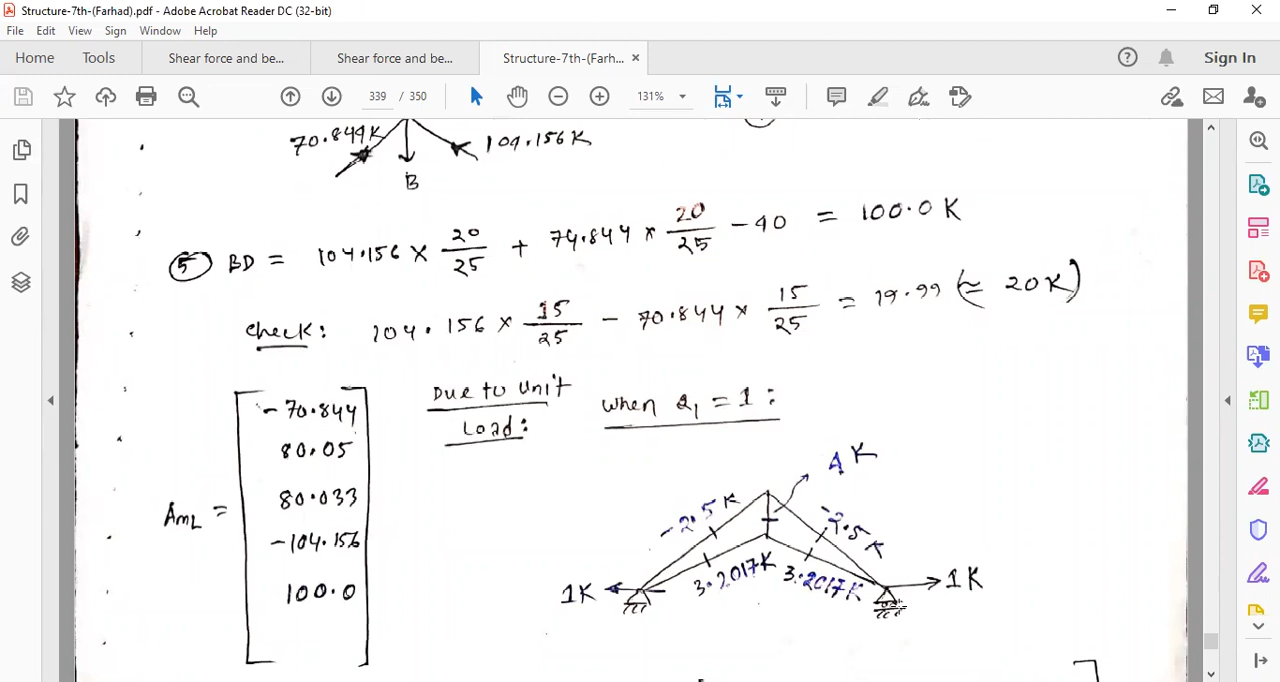 Structure-7th-(Farhad).pdf - Adobe Acrobat Reader DC (32-bit)
File Edit View Sign Window Help
Home Tools Shear force and be... Shear force and be... Structure-7th-(Farh... × Sign In
339 / 350 131%
70.844K 104.156K
B
5 BD = 104.156 × 20/25 + 74.844 × 20/25 - 40 = 100.0 K
Check: 104.156 × 15/25 - 70.844 × 15/25 = 19.99 (≈ 20K)
Due to Unit Load: When Q1 = 1:
AmL =
-70.844
80.05
80.033
-104.156
100.0
4 K
-2.5 K -2.5 K
3.2017K 3.2017K
1K 1K